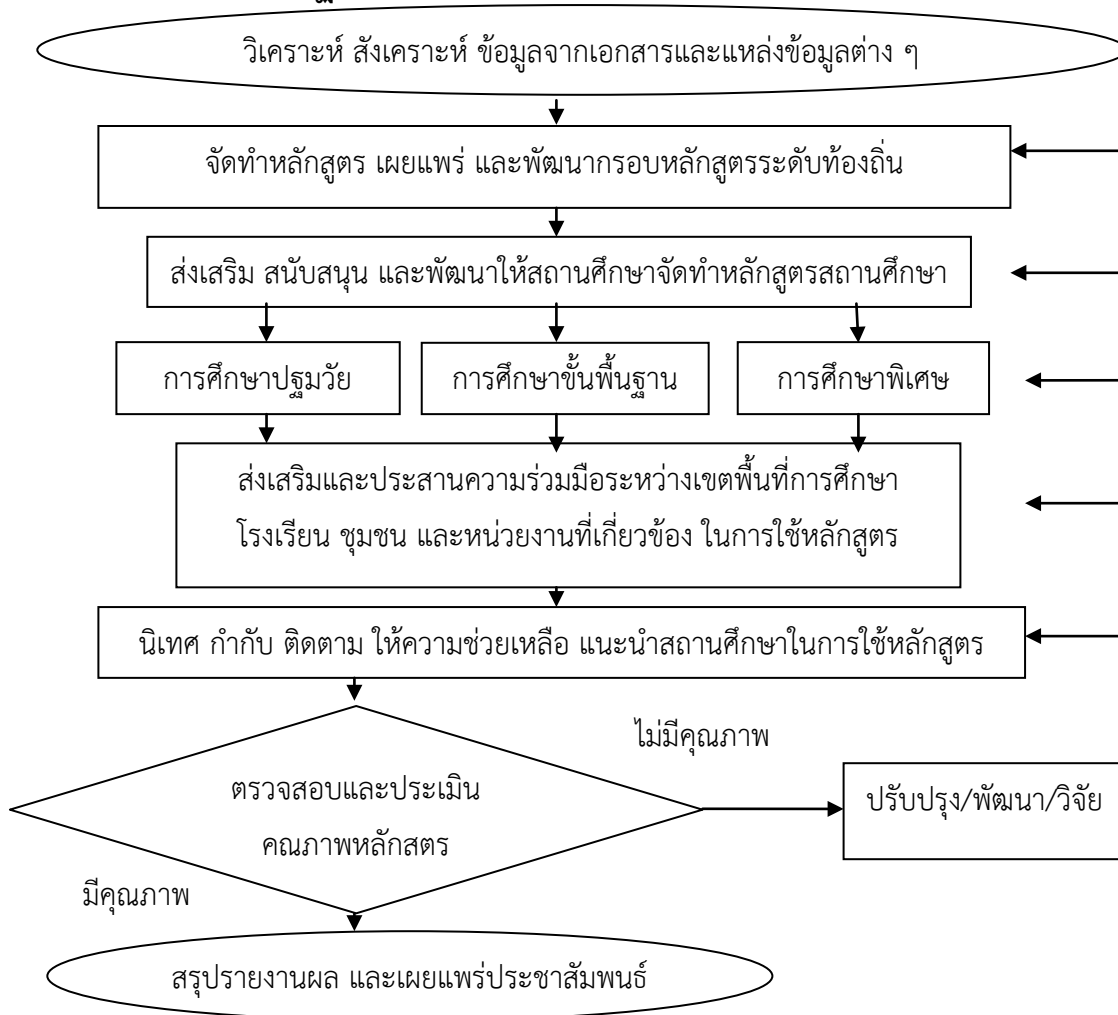 วิเคราะห์ สังเคราะห์ ข้อมูลจากเอกสารและแหล่งข้อมูลต่าง ๆ
จัดทำหลักสูตร เผยแพร่ และพัฒนากรอบหลักสูตรระดับท้องถิ่น
ส่งเสริม สนับสนุน และพัฒนาให้สถานศึกษาจัดทำหลักสูตรสถานศึกษา
การศึกษาปฐมวัย
การศึกษาขั้นพื้นฐาน
การศึกษาพิเศษ
ส่งเสริมและประสานความร่วมมือระหว่างเขตพื้นที่การศึกษา
โรงเรียน ชุมชน และหน่วยงานที่เกี่ยวข้อง ในการใช้หลักสูตร
นิเทศ กำกับ ติดตาม ให้ความช่วยเหลือ แนะนำสถานศึกษาในการใช้หลักสูตร
ไม่มีคุณภาพ
ตรวจสอบและประเมิน
คณภาพหลักสตร
ปรับปรุง/พัฒนา/วิจัย
มีคุณภาพ
สรุปรายงานผล และเผยแพร่ประชาสัมพนธ์